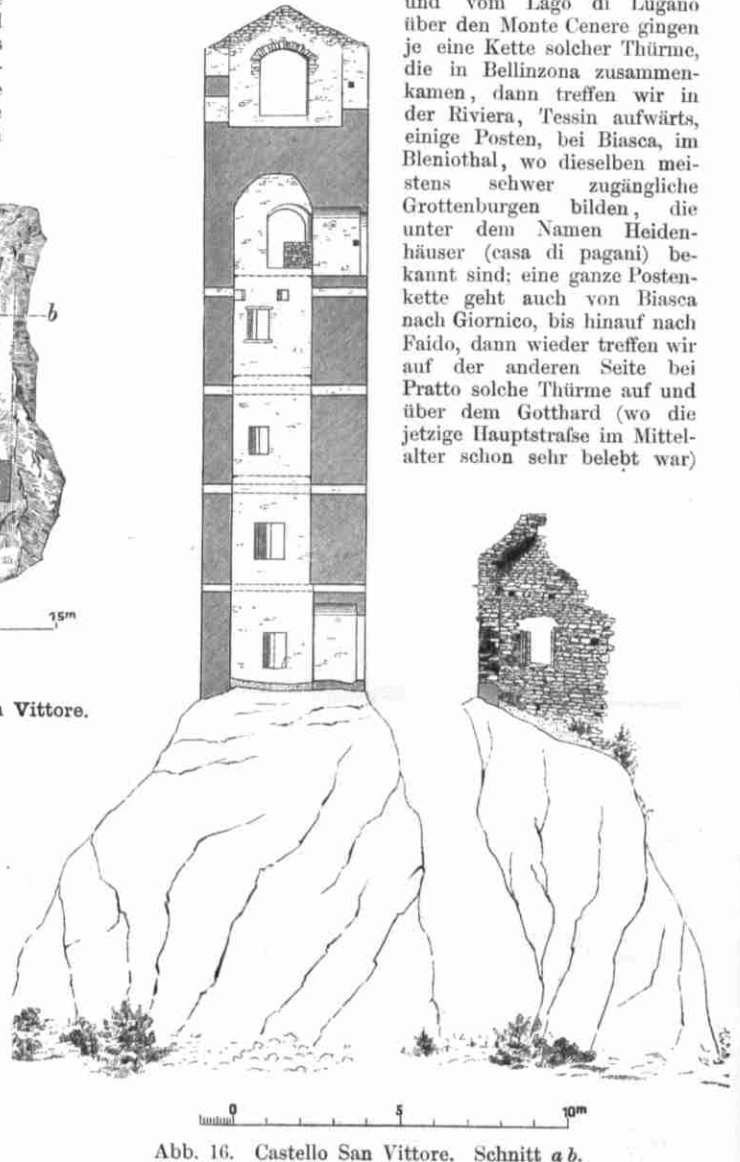 und vom Lago di Lugano
über den Monte Cenere gingen
je eine Kette solcher Thürme,
die in Bellinzona zusammen-
kamen, dann treffen wir in
der Riviera, Tessin aufwärts,
einige Posten, bei Biasca, im
Bleniothal, wo dieselben mei-
stens schwer zugängliche
Grottenburgen bilden, die
unter dem Namen Heiden-
häuser (casa di pagani) be-
kannt sind; eine ganze Posten-
kette geht auch von Biasca
nach Giornico, bis hinauf nach
Faido, dann wieder treffen wir
auf der anderen Seite bei
Pratto solche Thürme auf und
über dem Gotthard (wo die
jetzige Hauptstraſse im Mittel-
alter schon sehr belebt war)
b
15m
Vittore.
0 5 10m
Abb. 16. Castello San Vittore. Schnitt a b.